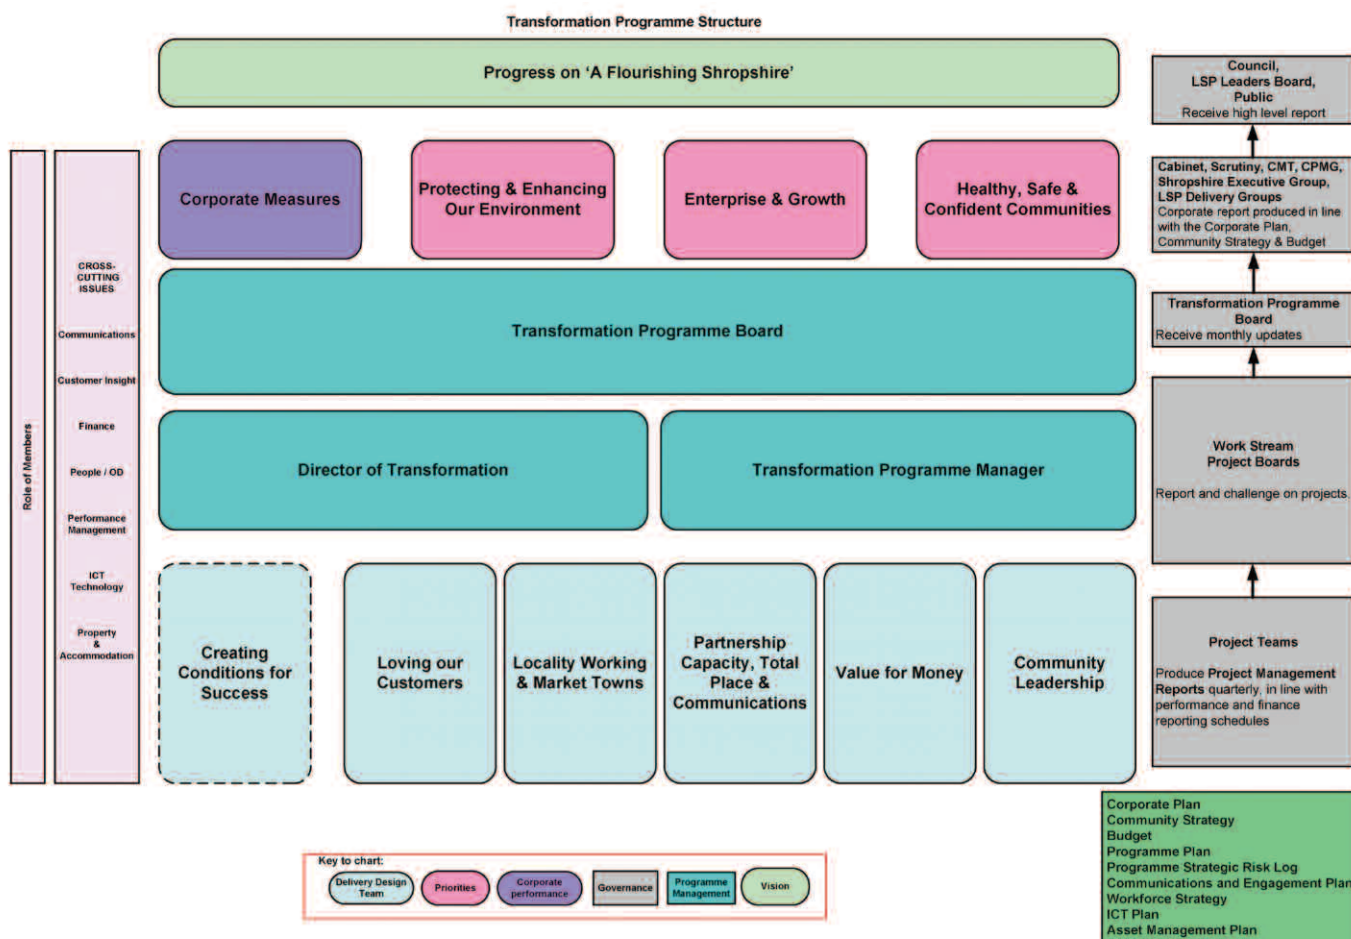 Transformation Programme Structure
Progress on ‘A Flourishing Shropshire’
Council,
LSP Leaders Board,
Public
Receive high level report
Role of Members
CROSS-
CUTTING
ISSUES
Communications
Customer Insight
Finance
People / OD
Performance
Management
ICT
Technology
Property
&
Accommodation
Corporate Measures
Protecting & Enhancing
Our Environment
Enterprise & Growth
Healthy, Safe &
Confident Communities
Cabinet, Scrutiny, CMT, CPMG,
Shropshire Executive Group,
LSP Delivery Groups
Corporate report produced in line
with the Corporate Plan,
Community Strategy & Budget
Transformation Programme Board
Transformation Programme
Board
Receive monthly updates
Director of Transformation
Transformation Programme Manager
Work Stream
Project Boards
Report and challenge on projects.
Creating
Conditions for
Success
Loving our
Customers
Locality Working
& Market Towns
Partnership
Capacity, Total
Place &
Communications
Value for Money
Community
Leadership
Project Teams
Produce Project Management
Reports quarterly, in line with
performance and finance
reporting schedules
Corporate Plan
Community Strategy
Budget
Programme Plan
Programme Strategic Risk Log
Communications and Engagement Plan
Workforce Strategy
ICT Plan
Asset Management Plan
Key to chart:
Delivery Design
Team
Priorities
Corporate
performance
Governance
Programme
Management
Vision